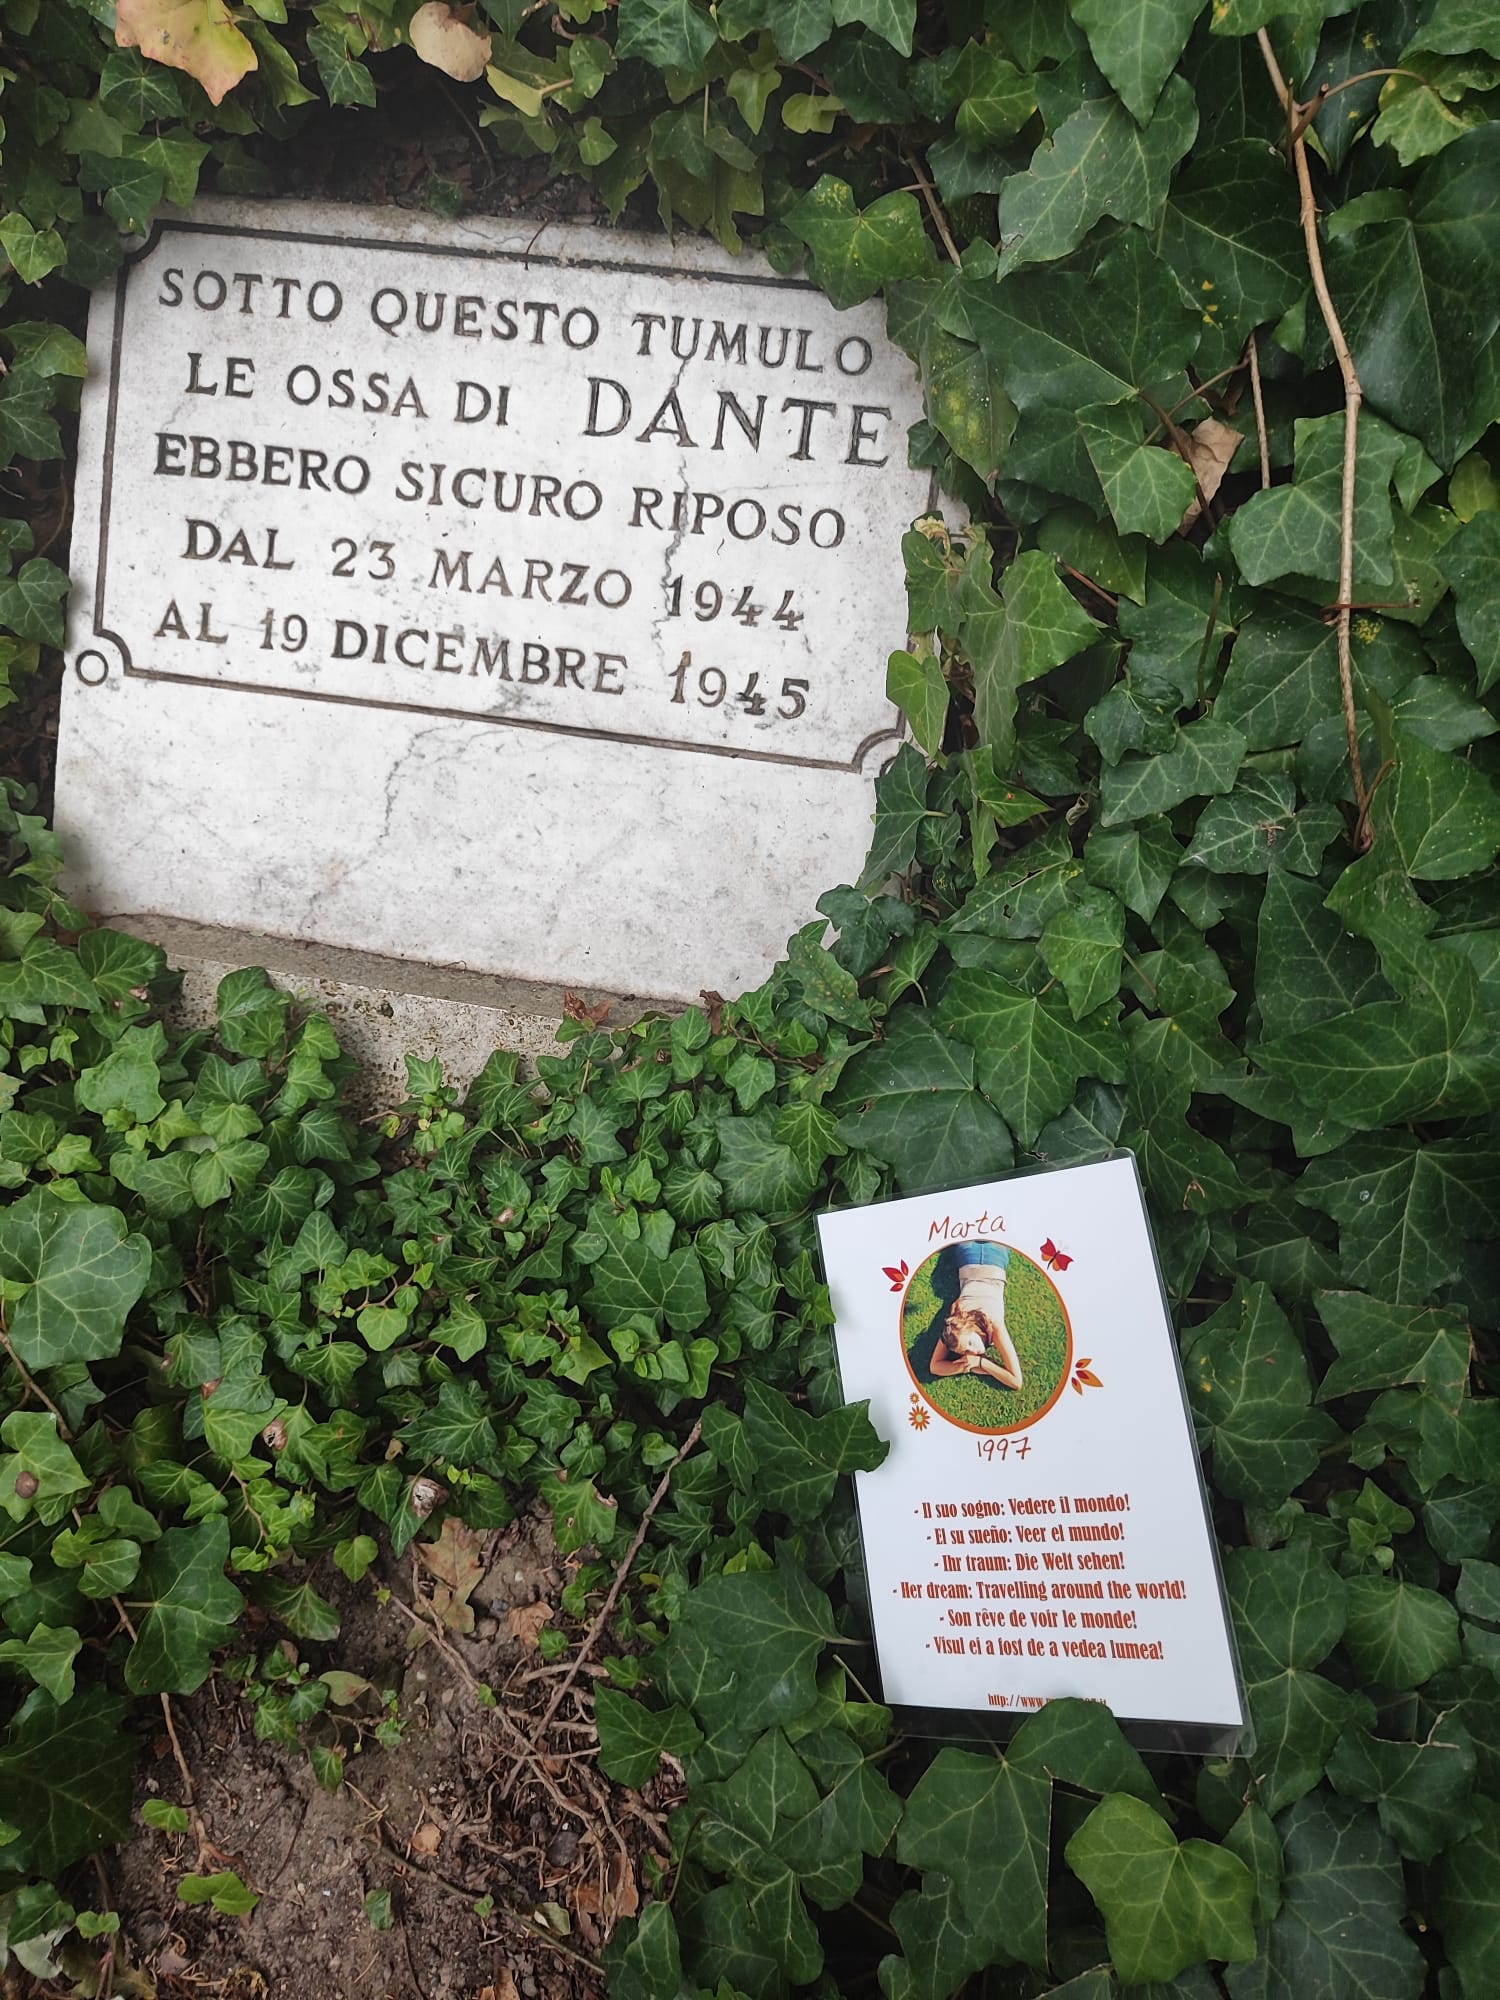 SOTTO QUESTO TUMULO
LE OSSA DI DANTE
EBBERO SICURO RIPOSO
DAL 23 MARZO 1944
AL 19 DICEMBRE 1945
Marta
1997
- Il suo sogno: Vedere il mondo!
- El su sueño: Veer el mundo!
- Ihr traum: Die Welt sehen!
- Her dream: Travelling around the world!
- Son rêve de voir le monde!
- Visul ei a fost de a vedea lumea!